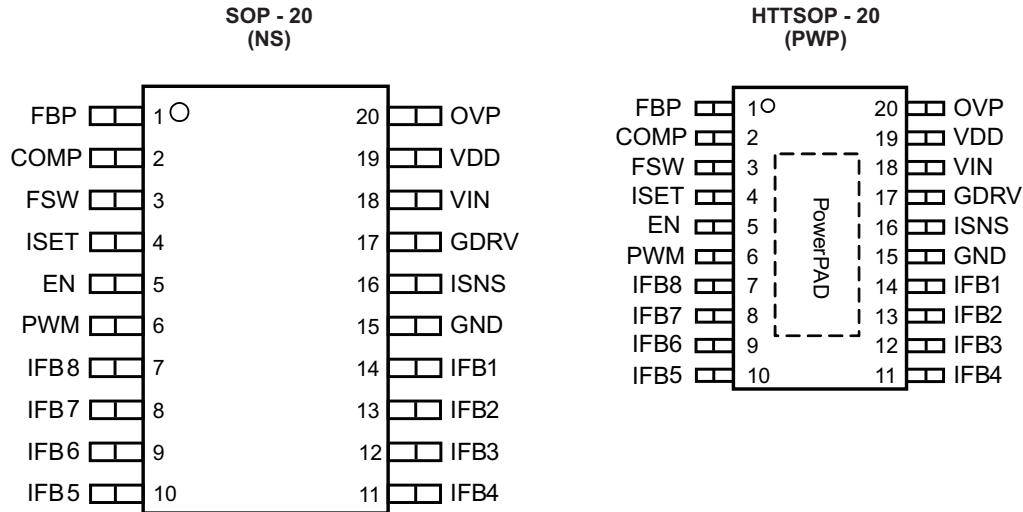 SOP - 20
(NS)
FBP 1 20 OVP
COMP 2 19 VDD
FSW 3 18 VIN
ISET 4 17 GDRV
EN 5 16 ISNS
PWM 6 15 GND
IFB8 7 14 IFB1
IFB7 8 13 IFB2
IFB6 9 12 IFB3
IFB5 10 11 IFB4
HTTSOP - 20
(PWP)
FBP 1 20 OVP
COMP 2 19 VDD
FSW 3 18 VIN
ISET 4 17 GDRV
EN 5 16 ISNS
PWM 6 15 GND
IFB8 7 14 IFB1
IFB7 8 13 IFB2
IFB6 9 12 IFB3
IFB5 10 11 IFB4
PowerPAD